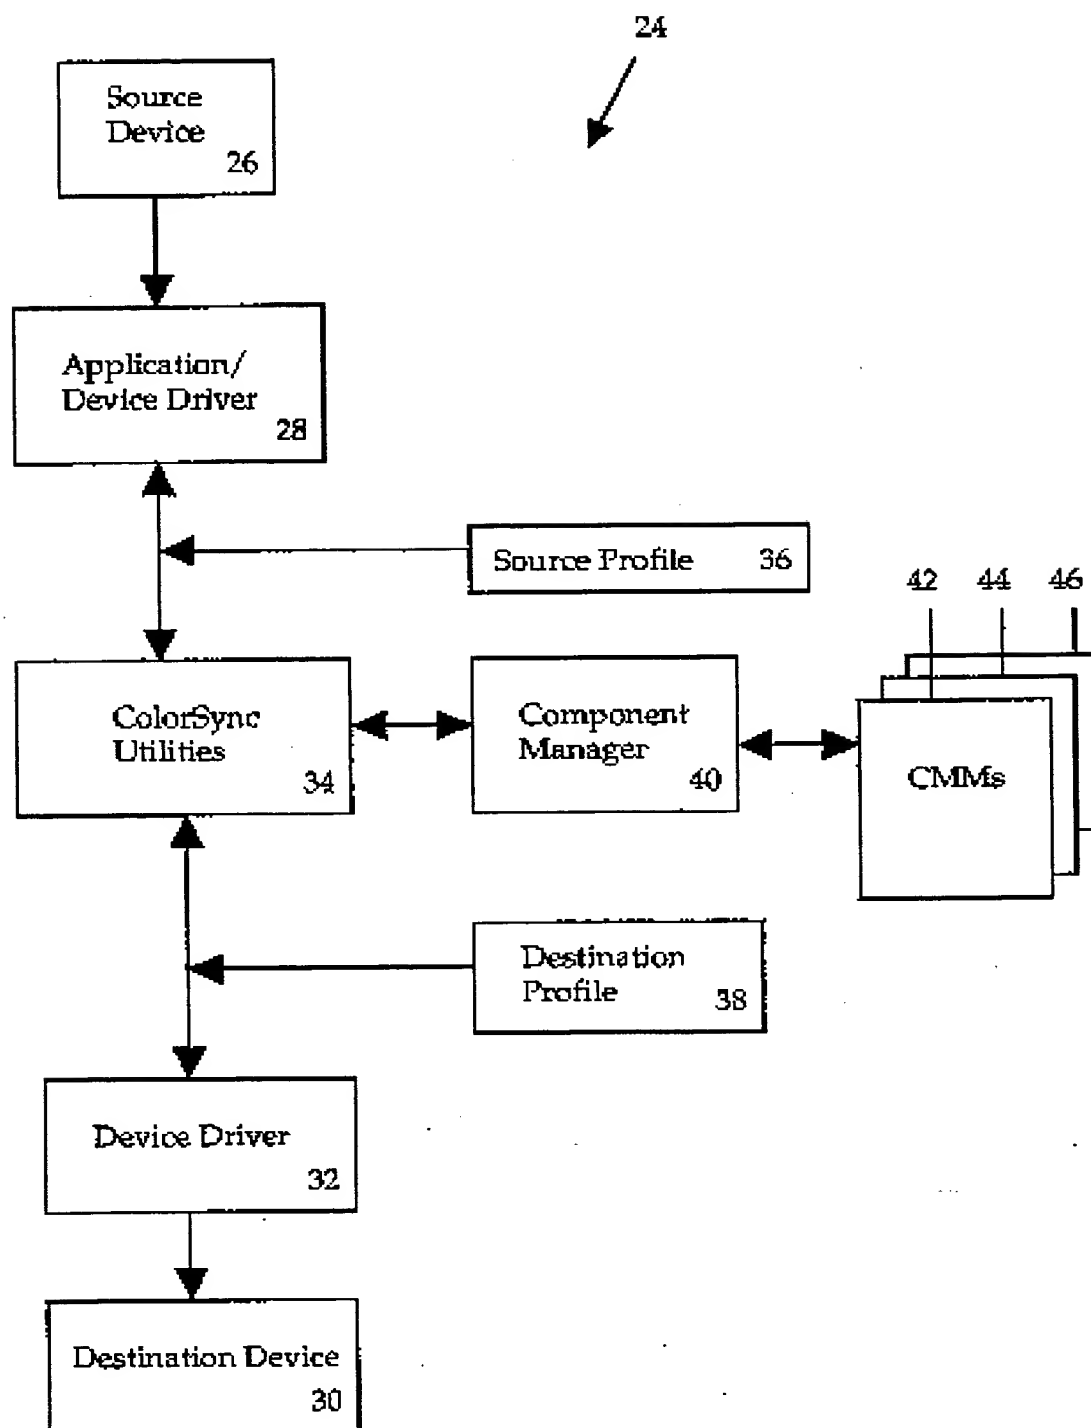 24
Source
Device
26
Application/
Device Driver
28
Source Profile 36
42 44 46
ColorSync
Utilities
34
Component
Manager
40
CMMs
Destination
Profile
38
Device Driver
32
Destination Device
30